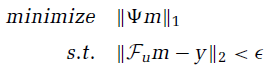 minimize ‖Ψm‖₁
s.t. ‖ℱᵤm − y‖₂ < ϵ